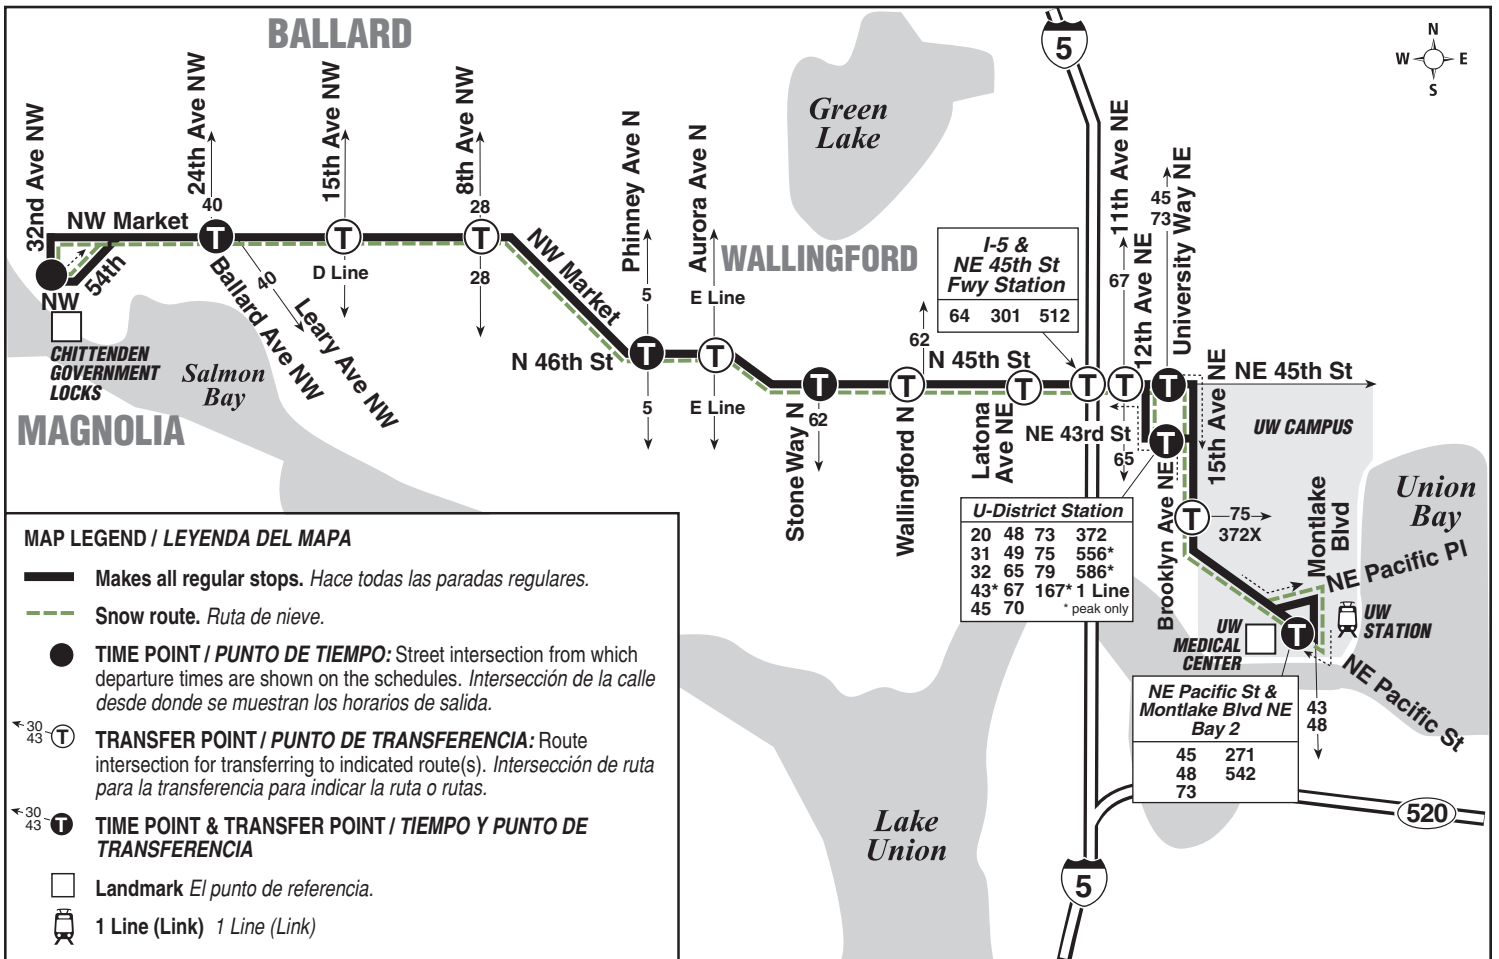 BALLARD
N
W E
S
5
32nd Ave NW
24th Ave NW
15th Ave NW
8th Ave NW
Phinney Ave N
Aurora Ave N
Green
Lake
11th Ave NE
12th Ave NE
University Way NE
45
73
67
NW Market
40
28
D Line
28
40
NW 54th
Ballard Ave NW
Leary Ave NW
NW Market
N 46th St
5
5
E Line
E Line
WALLINGFORD
I-5 &
NE 45th St
Fwy Station
64 301 512
62
N 45th St
NE 45th St
CHITTENDEN
GOVERNMENT
LOCKS
Salmon
Bay
MAGNOLIA
Stone Way N
62
Wallingford N
Latona
Ave NE
NE 43rd St
65
15th Ave NE
UW CAMPUS
Brooklyn Ave NE
Montlake
Blvd
Union
Bay
75
372X
NE Pacific Pl
UW
STATION
UW
MEDICAL
CENTER
NE Pacific St
U-District Station
20 48 73 372
31 49 75 556*
32 65 79 586*
43* 67 167* 1 Line
45 70 * peak only
NE Pacific St &
Montlake Blvd NE
Bay 2
45 271
48 542
73
43
48
520
5
Lake
Union
T
T
T
T
T
T
T
T
T
T
T
T
T
T
MAP LEGEND / LEYENDA DEL MAPA
Makes all regular stops. Hace todas las paradas regulares.
Snow route. Ruta de nieve.
TIME POINT / PUNTO DE TIEMPO: Street intersection from which
departure times are shown on the schedules. Intersección de la calle
desde donde se muestran los horarios de salida.
30
43
T
TRANSFER POINT / PUNTO DE TRANSFERENCIA: Route
intersection for transferring to indicated route(s). Intersección de ruta
para la transferencia para indicar la ruta o rutas.
30
43
T
TIME POINT & TRANSFER POINT / TIEMPO Y PUNTO DE
TRANSFERENCIA
Landmark El punto de referencia.
1 Line (Link) 1 Line (Link)